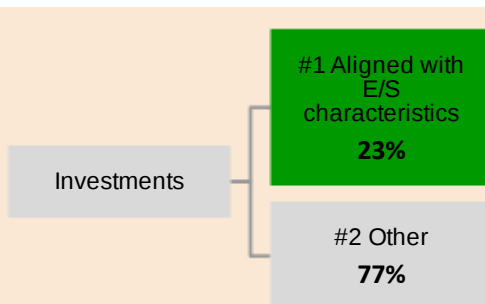 #1 Aligned with
E/S
characteristics
23%
Investments
#2 Other
77%